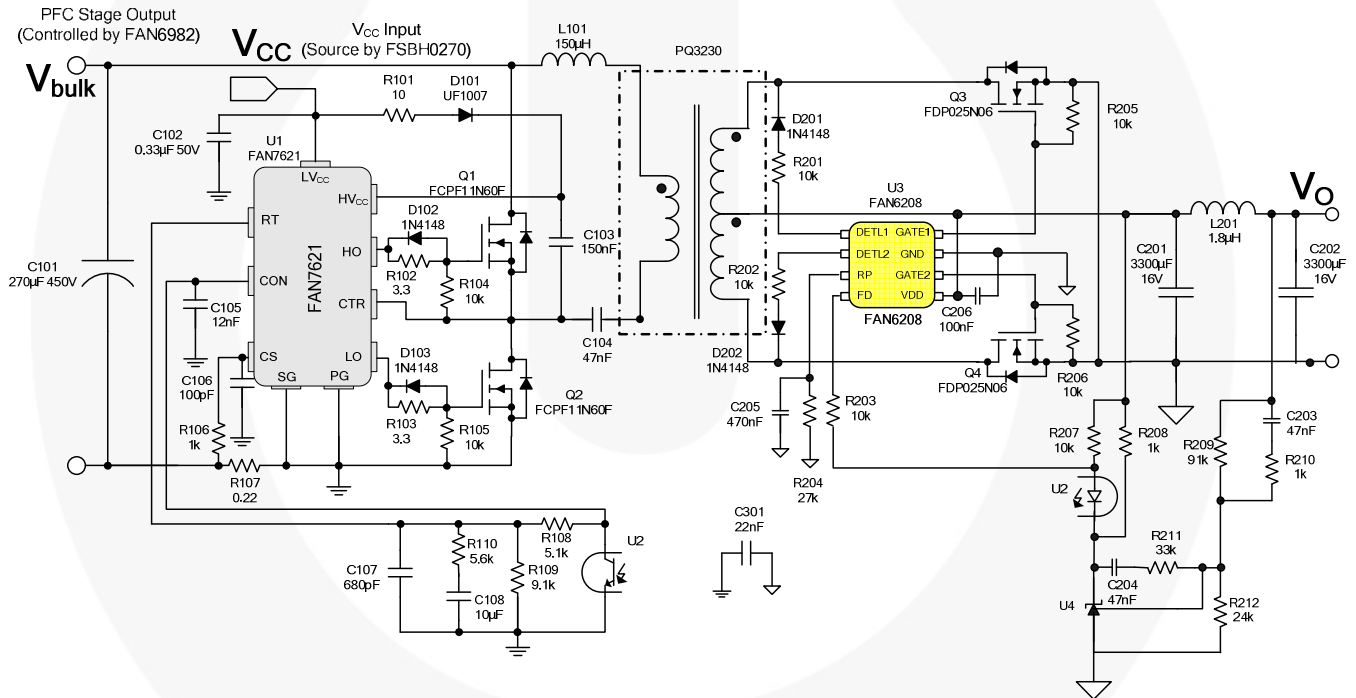 PFC Stage Output
(Controlled by FAN6982)
VCC
VCC Input
(Source by FSBH0270)
Vbulk
L101
150µH
PQ3230
R101
10
D101
UF1007
C102
0.33µF 50V
U1
FAN7621
LVCC
HVCC
RT
HO
CON
CTR
CS
LO
SG
PG
FAN7621
Q1
FCPF11N60F
D102
1N4148
R102
3.3
R104
10k
C103
150nF
C104
47nF
C101
270µF 450V
C105
12nF
C106
100pF
R106
1k
R107
0.22
D103
1N4148
R103
3.3
R105
10k
Q2
FCPF11N60F
D201
1N4148
R201
10k
Q3
FDP025N06
R205
10k
U3
FAN6208
DETL1
GATE1
DETL2
GND
RP
GATE2
FD
VDD
FAN6208
R202
10k
D202
1N4148
C206
100nF
Q4
FDP025N06
R206
10k
VO
L201
1.8µH
C201
3300µF
16V
C202
3300µF
16V
C205
470nF
R204
27k
R203
10k
R207
10k
R208
1k
R209
91k
C203
47nF
R210
1k
U2
R211
33k
C204
47nF
U4
R212
24k
C301
22nF
C107
680pF
R110
5.6k
C108
10µF
R109
9.1k
R108
5.1k
U2